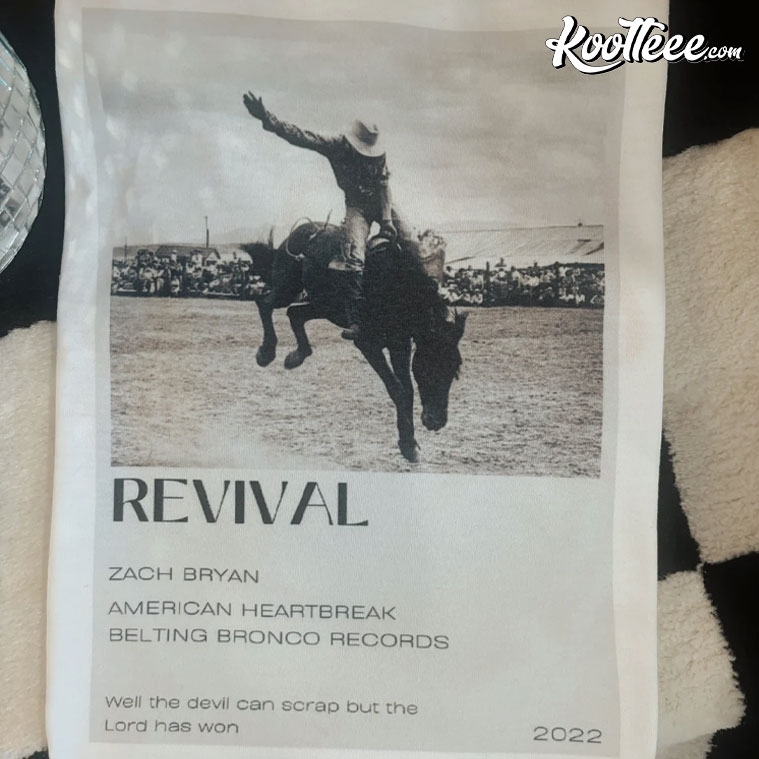 Koolteee.com
REVIVAL
ZACH BRYAN
AMERICAN HEARTBREAK
BELTING BRONCO RECORDS
Well the devil can scrap but the
Lord has won
2022